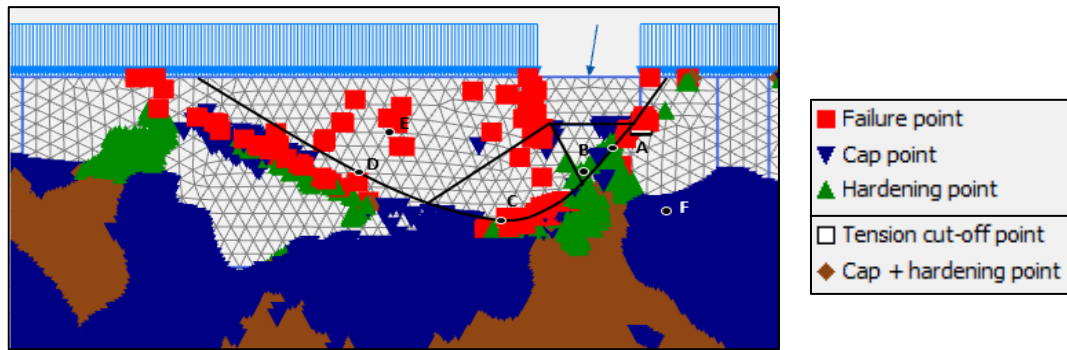 E
D
B
A
C
F
Failure point
Cap point
Hardening point
Tension cut-off point
Cap + hardening point